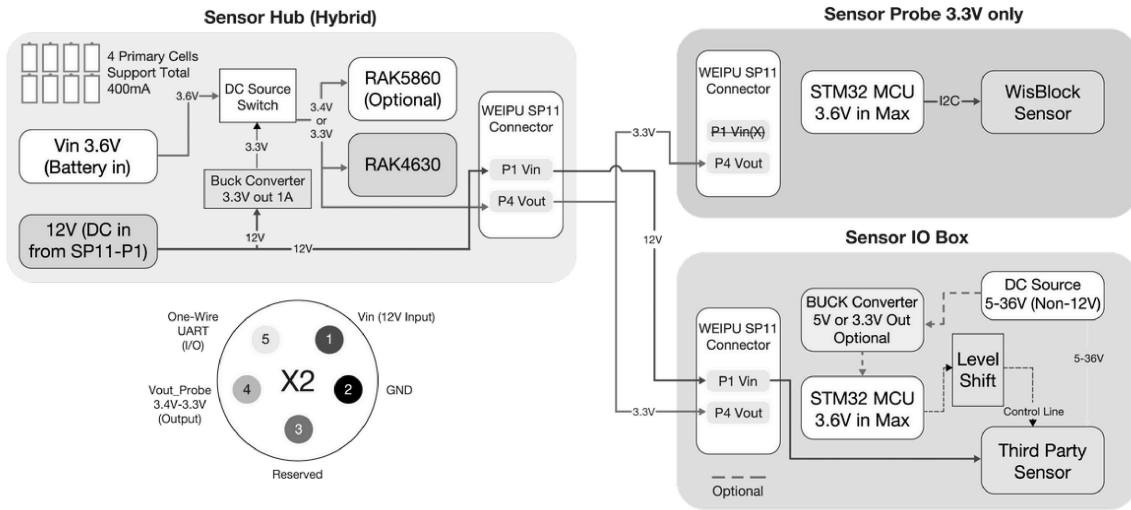 Sensor Hub (Hybrid)
4 Primary Cells
Support Total
400mA
3.6V
DC Source
Switch
3.4V
or
3.3V
RAK5860
(Optional)
Vin 3.6V
(Battery in)
3.3V
RAK4630
Buck Converter
3.3V out 1A
12V (DC in
from SP11-P1)
12V
12V
WEIPU SP11
Connector
P1 Vin
P4 Vout
3.3V
12V
3.3V
Sensor Probe 3.3V only
WEIPU SP11
Connector
P1 Vin(X)
P4 Vout
STM32 MCU
3.6V in Max
I2C
WisBlock
Sensor
Sensor IO Box
WEIPU SP11
Connector
P1 Vin
P4 Vout
BUCK Converter
5V or 3.3V Out
Optional
DC Source
5-36V (Non-12V)
STM32 MCU
3.6V in Max
Level
Shift
5-36V
Control Line
Third Party
Sensor
Optional
One-Wire
UART
(I/O)
5
Vin (12V Input)
1
X2
Vout_Probe
3.4V-3.3V
(Output)
4
2
GND
3
Reserved